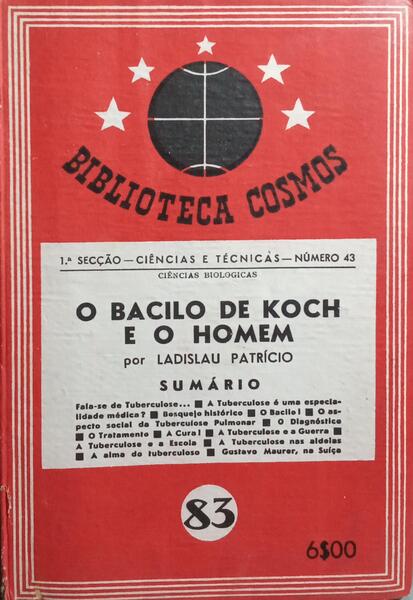 BIBLIOTECA COSMOS
1.ª SECÇÃO — CIÊNCIAS E TÉCNICAS — NÚMERO 43
CIÊNCIAS BIOLOGICAS
O BACILO DE KOCH
E O HOMEM
por LADISLAU PATRÍCIO
SUMÁRIO
Fala-se de Tuberculose... ■ A Tuberculose é uma especia-
lidade médica? ■ Bosquejo histórico ■ O Bacilo! ■ O as-
pecto social da Tuberculose Pulmonar ■ O Diagnóstico
■ O Tratamento ■ A Cura! ■ A Tuberculose e a Guerra ■
A Tuberculose e a Escola ■ A Tuberculose nas aldeias
■ A alma do tuberculoso ■ Gustavo Maurer, na Suíça
83
6$00